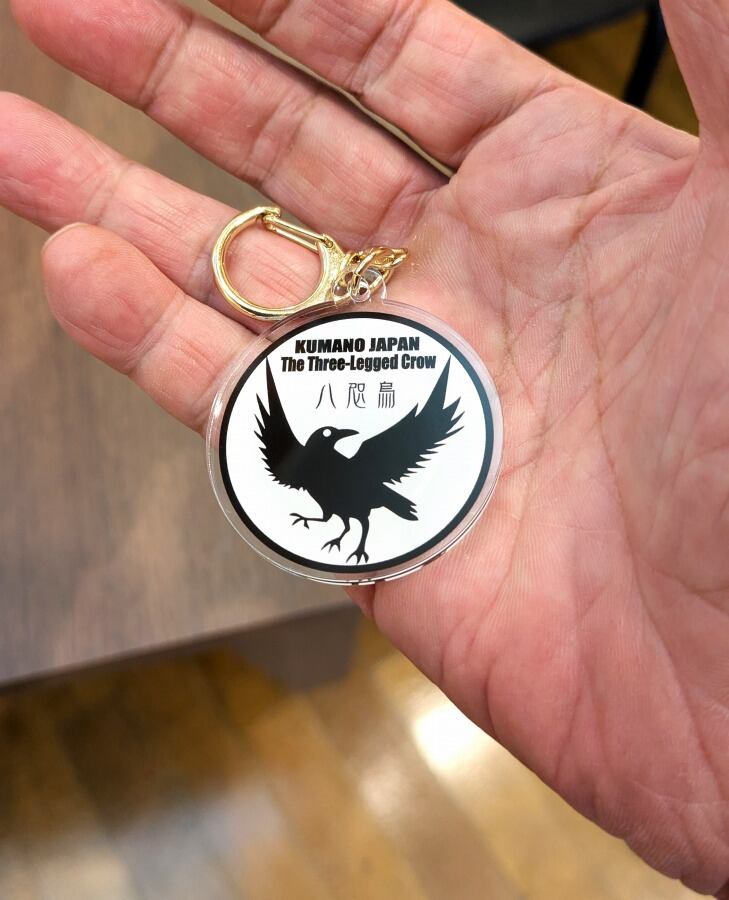 KUMANO JAPAN
The Three-Legged Crow
八咫烏